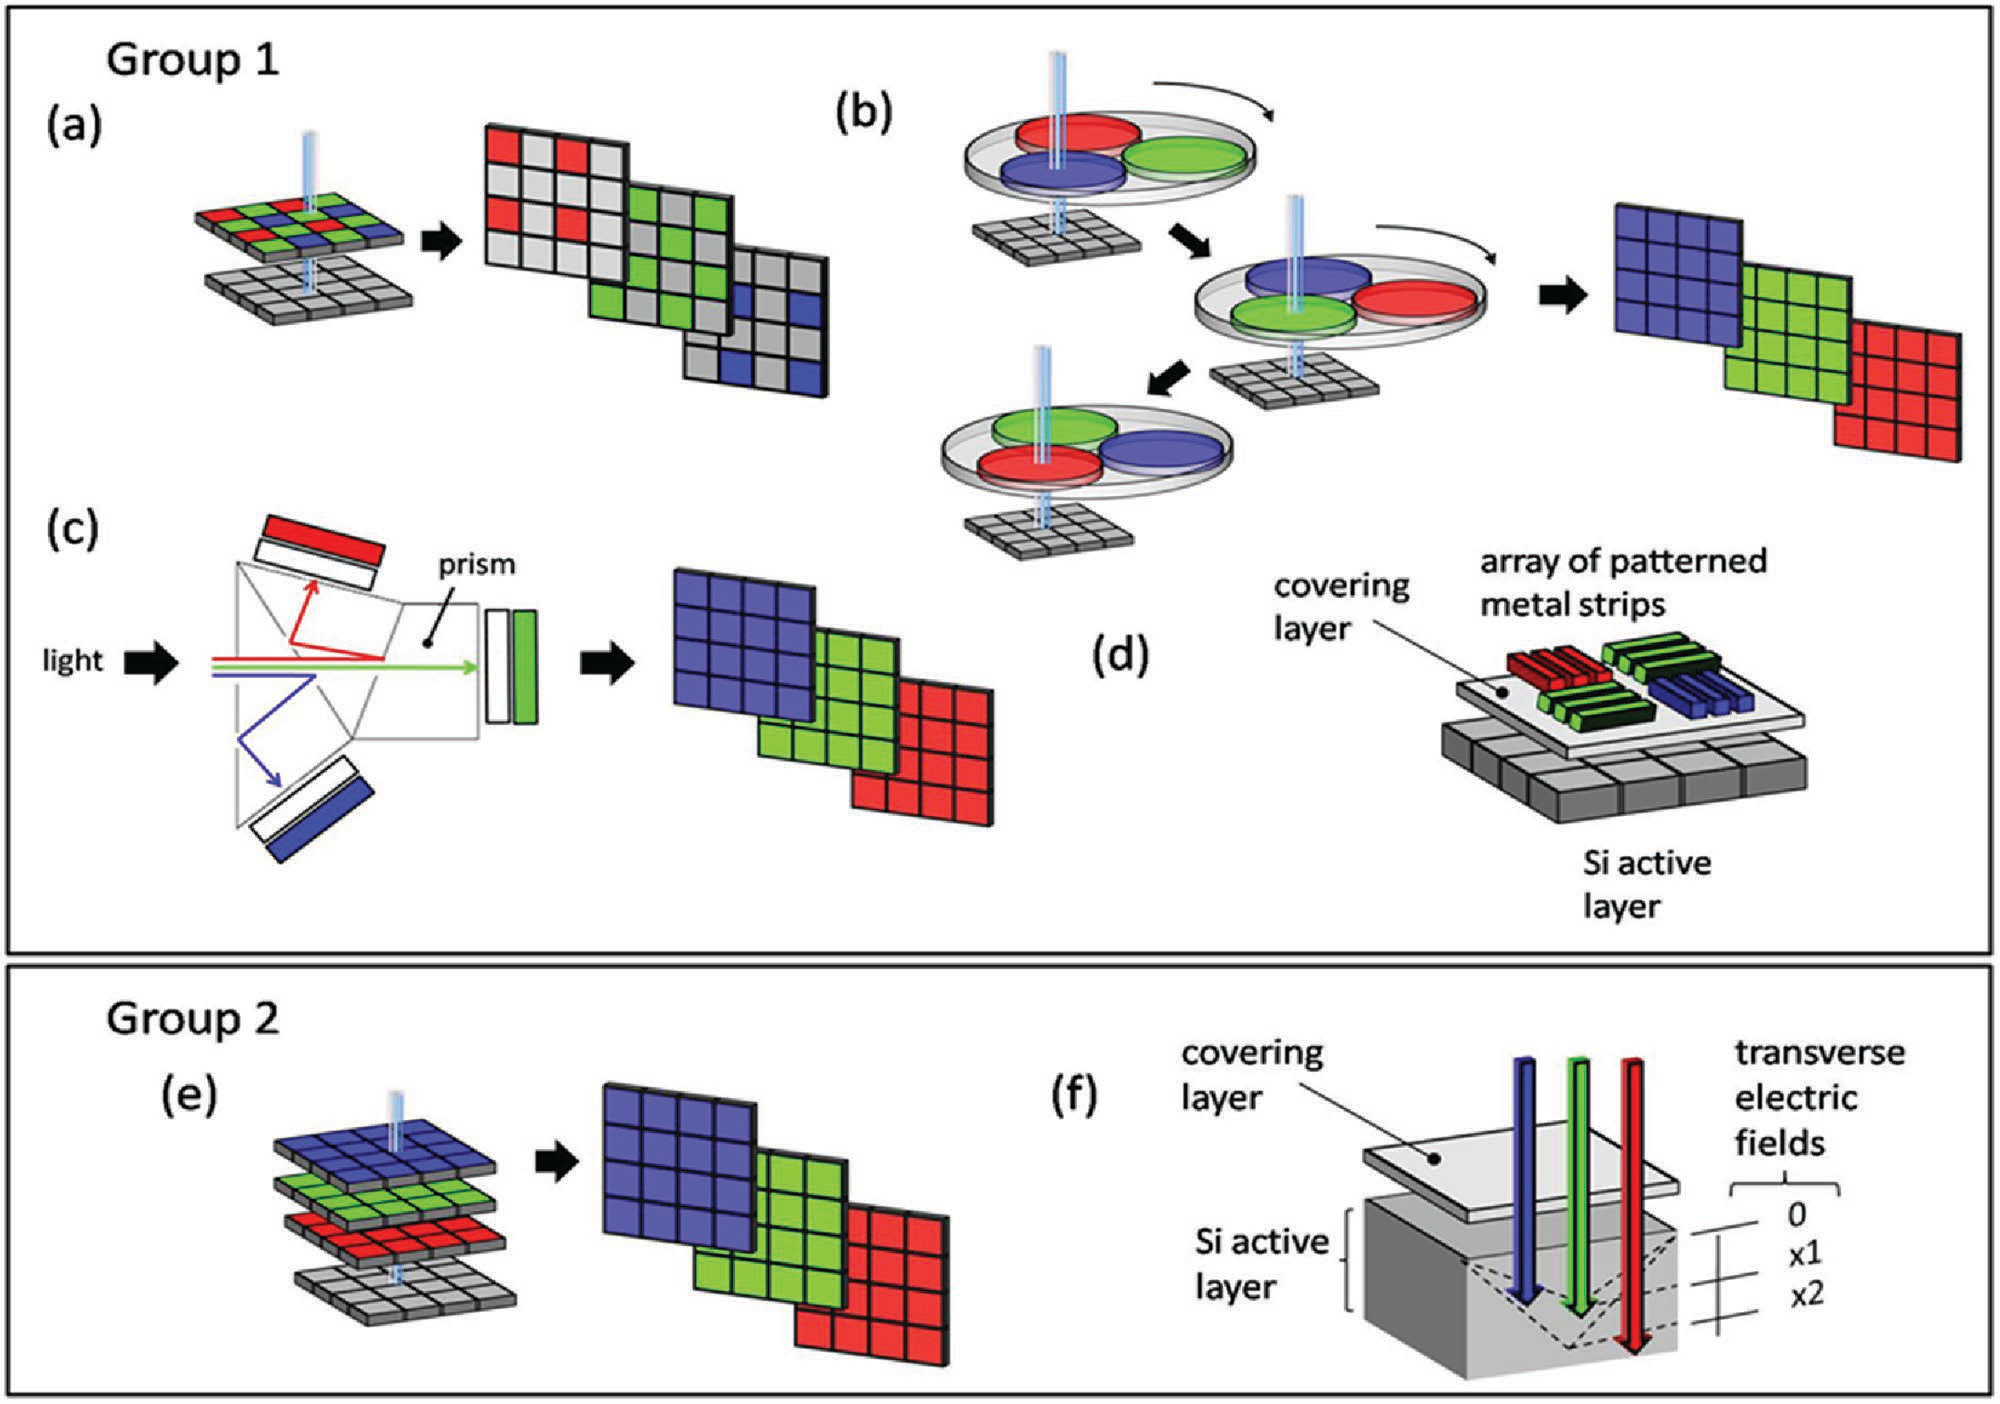 Group 1
(a)
(b)
(c)
prism
light
(d)
covering
layer
array of patterned
metal strips
Si active
layer
Group 2
(e)
(f)
covering
layer
Si active
layer
transverse
electric
fields
0
x1
x2